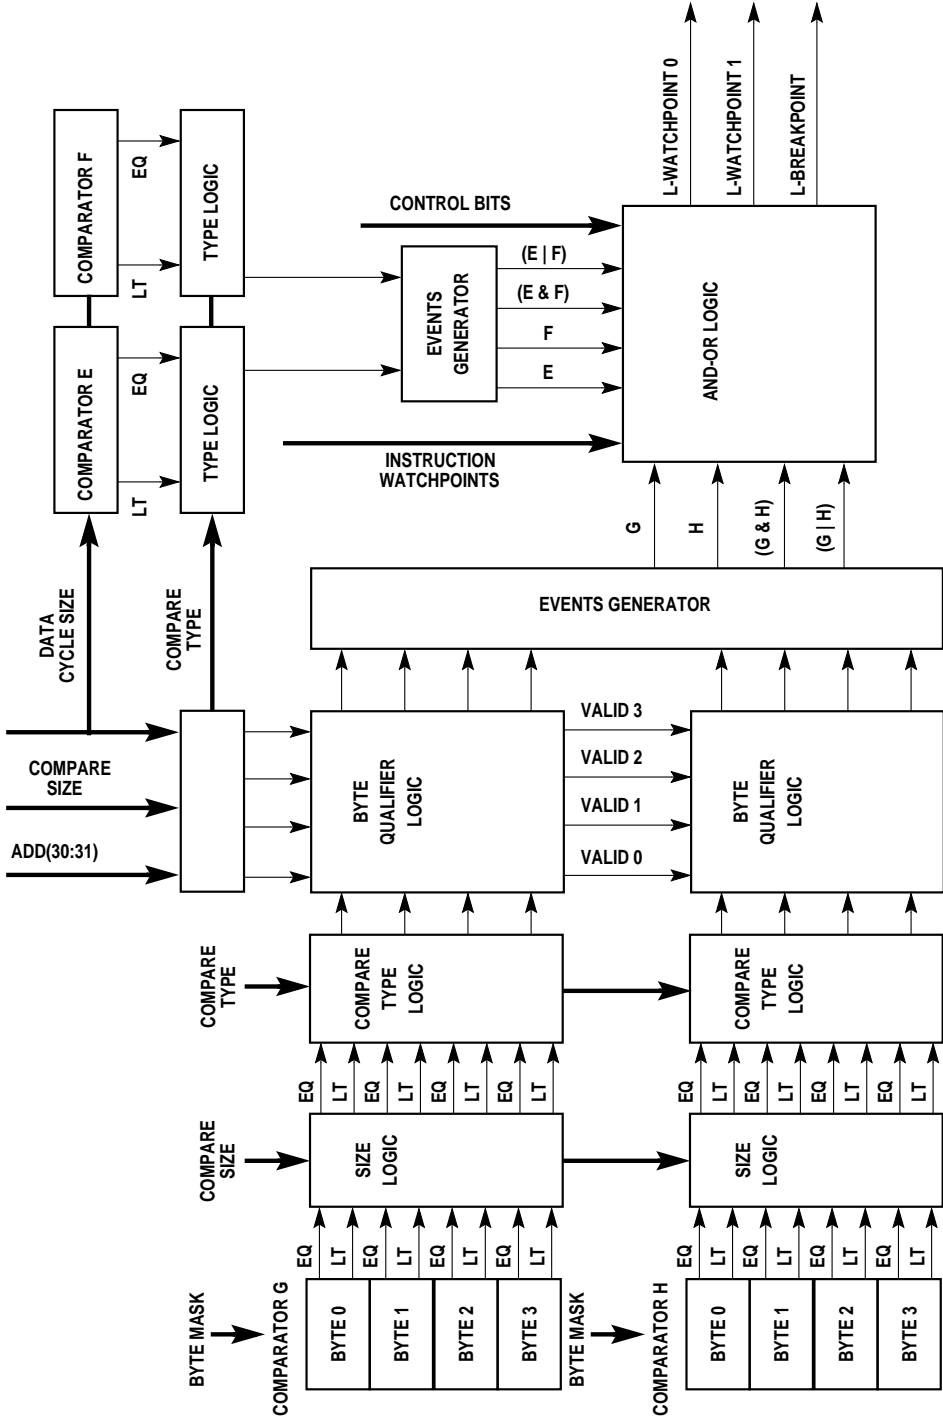 L-WATCHPOINT 0
L-WATCHPOINT 1
L-BREAKPOINT
COMPARATOR F
EQ
LT
TYPE LOGIC
COMPARATOR E
EQ
LT
TYPE LOGIC
CONTROL BITS
EVENTS
GENERATOR
(E | F)
(E & F)
F
E
AND-OR LOGIC
INSTRUCTION
WATCHPOINTS
G
H
(G & H)
(G | H)
DATA
CYCLE SIZE
COMPARE
TYPE
EVENTS GENERATOR
COMPARE
SIZE
ADD(30:31)
BYTE
QUALIFIER
LOGIC
VALID 3
VALID 2
VALID 1
VALID 0
BYTE
QUALIFIER
LOGIC
COMPARE
TYPE
COMPARE
TYPE
LOGIC
COMPARE
TYPE
LOGIC
EQ
LT
EQ
LT
EQ
LT
EQ
LT
EQ
LT
EQ
LT
EQ
LT
EQ
LT
COMPARE
SIZE
SIZE
LOGIC
SIZE
LOGIC
EQ
LT
EQ
LT
EQ
LT
EQ
LT
EQ
LT
EQ
LT
EQ
LT
EQ
LT
BYTE MASK
COMPARATOR G
BYTE 0
BYTE 1
BYTE 2
BYTE 3
BYTE MASK
COMPARATOR H
BYTE 0
BYTE 1
BYTE 2
BYTE 3